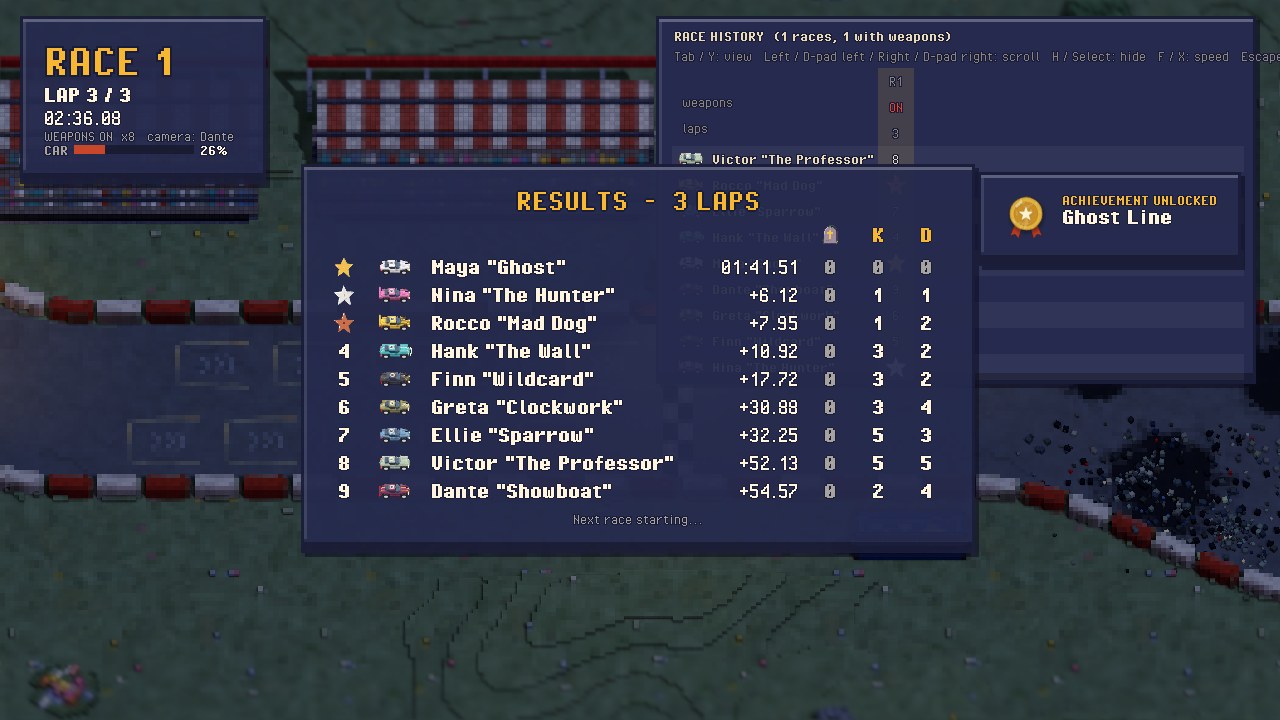 RACE 1
LAP 3 / 3
02:36.08
WEAPONS ON x8 camera: Dante
CAR 26%
RACE HISTORY (1 races, 1 with weapons)
Tab / Y: view Left / D-pad left / Right / D-pad right: scroll H / Select: hide F / X: speed Escape
R1
weapons ON
laps 3
Victor "The Professor" 8
ACHIEVEMENT UNLOCKED
Ghost Line
RESULTS - 3 LAPS
K D
Maya "Ghost" 01:41.51 0 0 0
Nina "The Hunter" +6.12 0 1 1
Rocco "Mad Dog" +7.95 0 1 2
4 Hank "The Wall" +10.92 0 3 2
5 Finn "Wildcard" +17.72 0 3 2
6 Greta "Clockwork" +30.88 0 3 4
7 Ellie "Sparrow" +32.25 0 5 3
8 Victor "The Professor" +52.13 0 5 5
9 Dante "Showboat" +54.57 0 2 4
Next race starting...